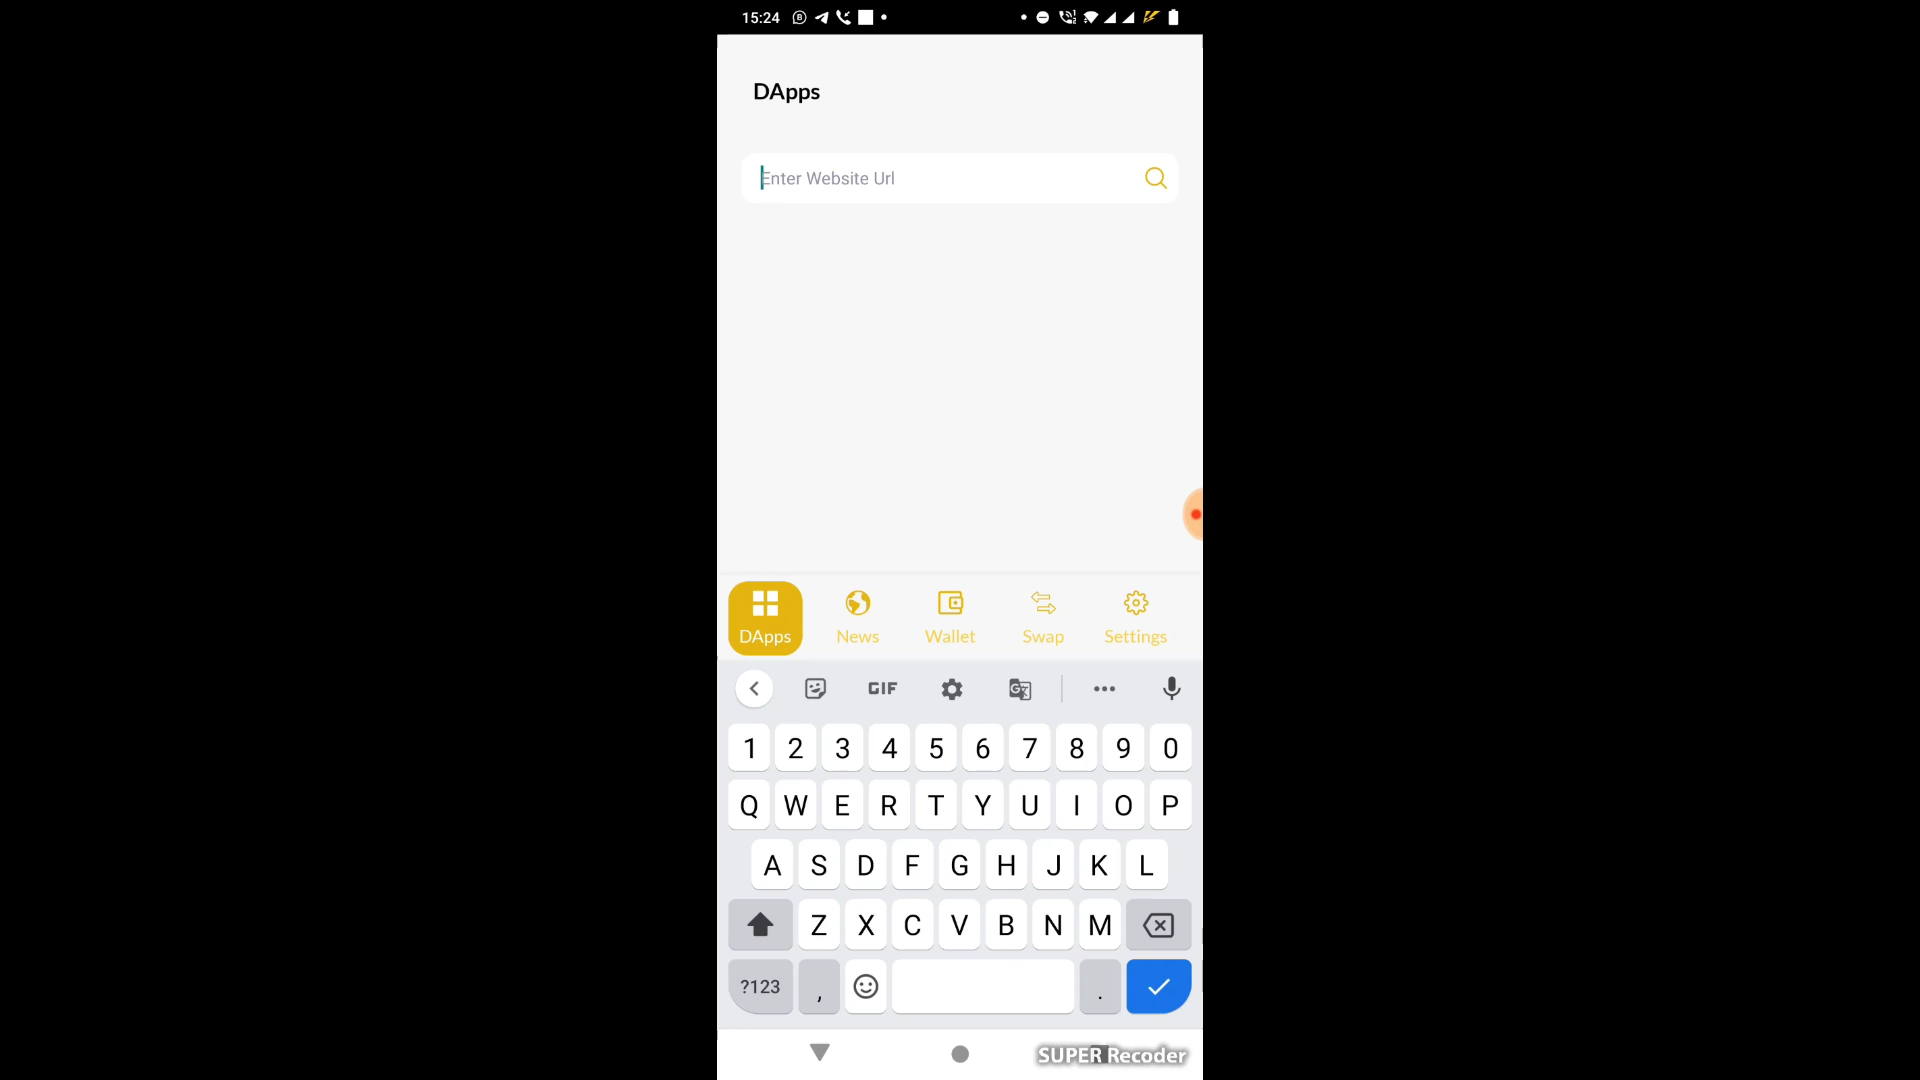 15:24
DApps
Enter Website Url
DApps News Wallet Swap Settings
GIF
1 2 3 4 5 6 7 8 9 0
Q W E R T Y U I O P
A S D F G H J K L
Z X C V B N M
?123 , .
SUPER Recoder